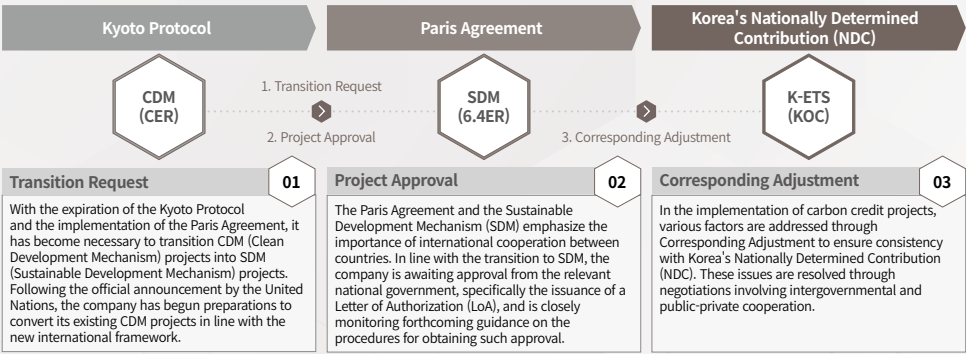 Kyoto Protocol
Paris Agreement
Korea's Nationally Determined
Contribution (NDC)
CDM
(CER)
1. Transition Request
2. Project Approval
SDM
(6.4ER)
3. Corresponding Adjustment
K-ETS
(KOC)
Transition Request
01
With the expiration of the Kyoto Protocol
and the implementation of the Paris Agreement, it
has become necessary to transition CDM (Clean
Development Mechanism) projects into SDM
(Sustainable Development Mechanism) projects.
Following the official announcement by the United
Nations, the company has begun preparations to
convert its existing CDM projects in line with the
new international framework.
Project Approval
02
The Paris Agreement and the Sustainable
Development Mechanism (SDM) emphasize the
importance of international cooperation between
countries. In line with the transition to SDM, the
company is awaiting approval from the relevant
national government, specifically the issuance of a
Letter of Authorization (LoA), and is closely
monitoring forthcoming guidance on the
procedures for obtaining such approval.
Corresponding Adjustment
03
In the implementation of carbon credit projects,
various factors are addressed through
Corresponding Adjustment to ensure consistency
with Korea's Nationally Determined Contribution
(NDC). These issues are resolved through
negotiations involving intergovernmental and
public-private cooperation.